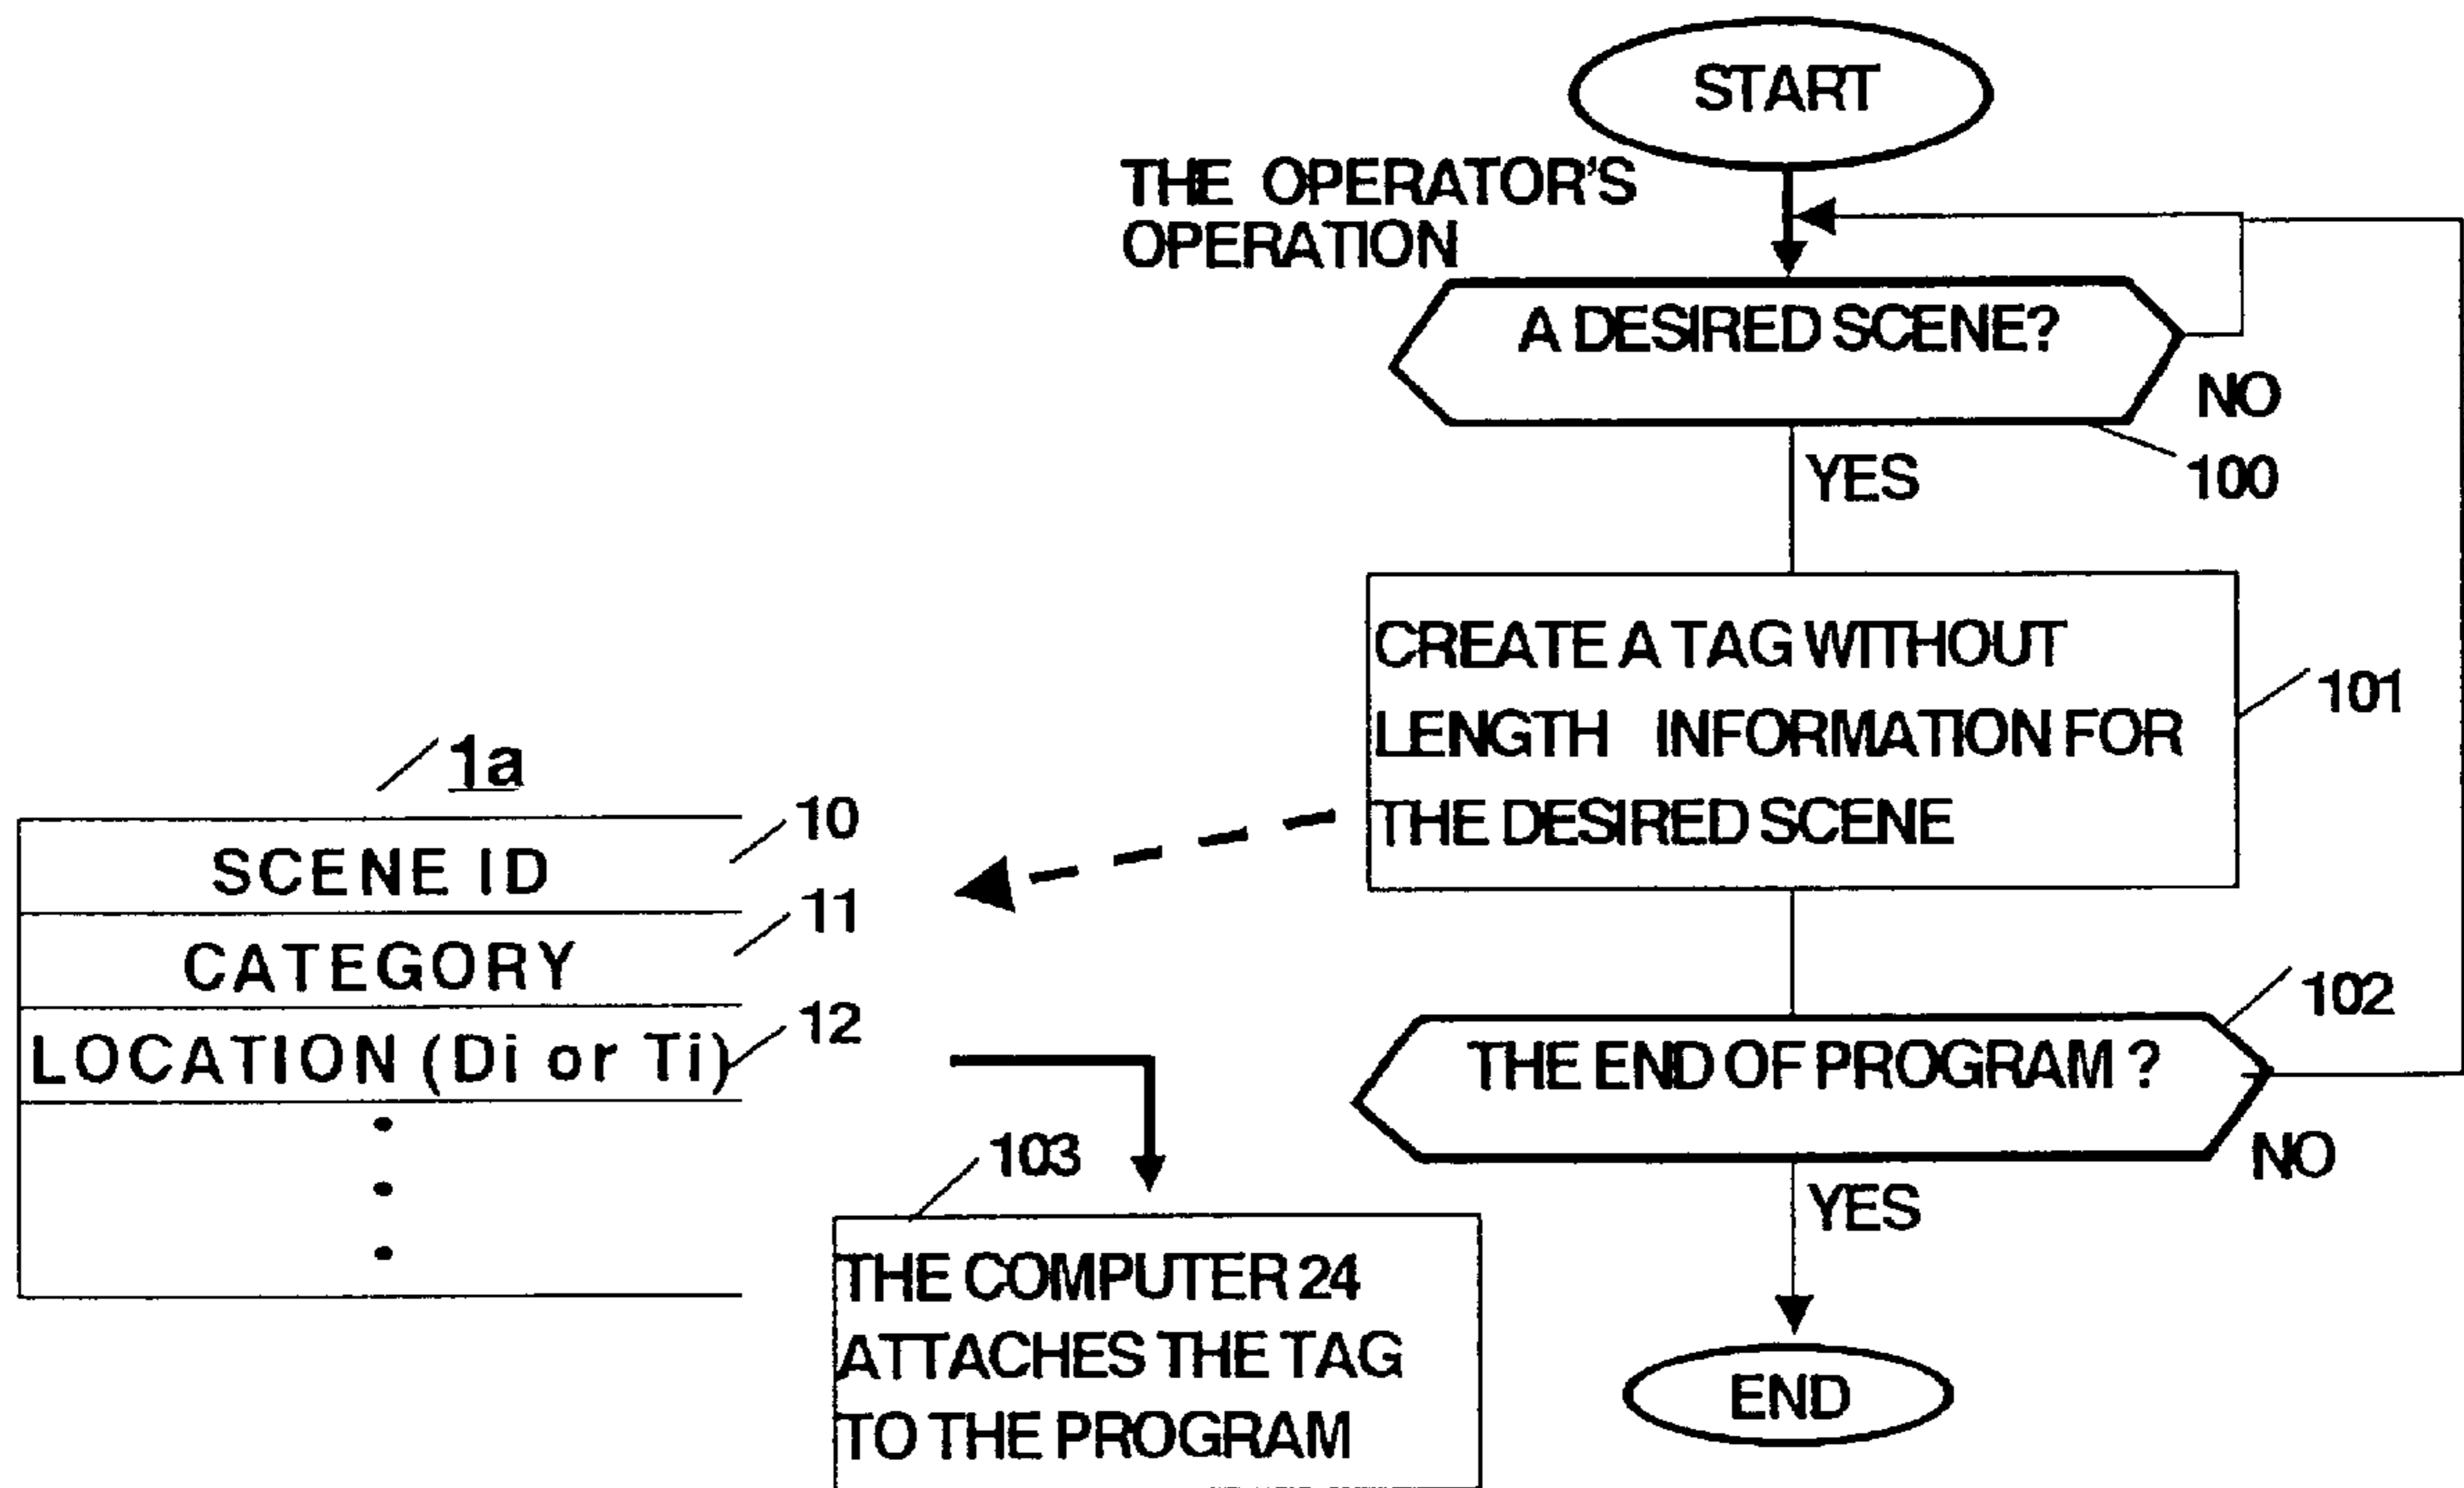 START
THE OPERATOR'S
OPERATION
A DESIRED SCENE?
NO
YES
100
CREATE A TAG WITHOUT
LENGTH INFORMATION FOR
THE DESIRED SCENE
101
1a
10
SCENE ID
11
CATEGORY
12
LOCATION (Di or Ti)
102
THE END OF PROGRAM ?
NO
YES
103
THE COMPUTER 24
ATTACHES THE TAG
TO THE PROGRAM
END